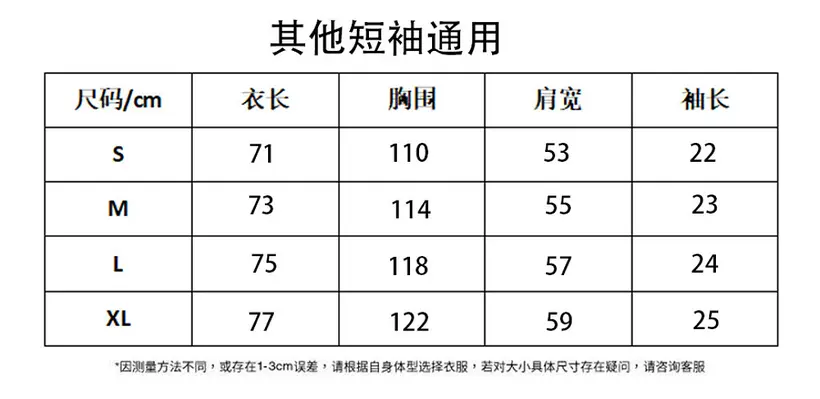 其他短袖通用
尺码/cm 衣长 胸围 肩宽 袖长
S 71 110 53 22
M 73 114 55 23
L 75 118 57 24
XL 77 122 59 25
*因测量方法不同，或存在1-3cm误差，请根据自身体型选择衣服，若对大小具体尺寸存在疑问，请咨询客服